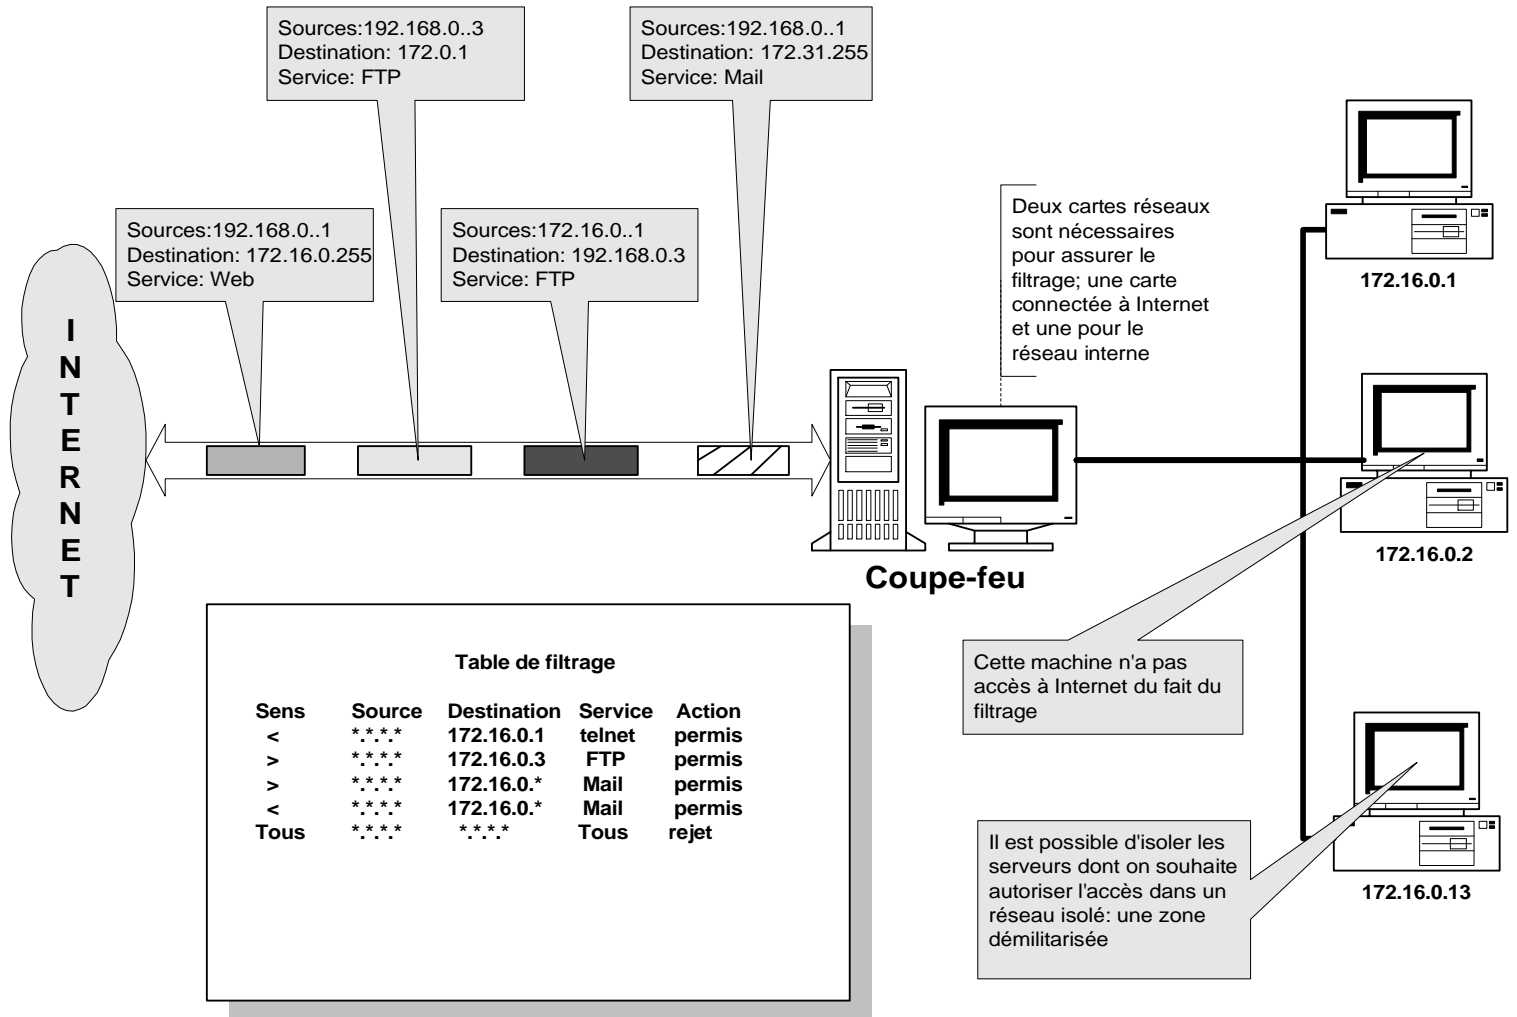 Sources:192.168.0..3
Destination: 172.0.1
Service: FTP
Sources:192.168.0..1
Destination: 172.31.255
Service: Mail
Sources:192.168.0..1
Destination: 172.16.0.255
Service: Web
Sources:172.16.0..1
Destination: 192.168.0.3
Service: FTP
Deux cartes réseaux
sont nécessaires
pour assurer le
filtrage; une carte
connectée à Internet
et une pour le
réseau interne
172.16.0.1
I
N
T
E
R
N
E
T
172.16.0.2
Coupe-feu
Cette machine n'a pas
accès à Internet du fait du
filtrage
Table de filtrage
Sens Source Destination Service Action
< *.*.*.* 172.16.0.1 telnet permis
> *.*.*.* 172.16.0.3 FTP permis
> *.*.*.* 172.16.0.* Mail permis
< *.*.*.* 172.16.0.* Mail permis
Tous *.*.*.* *.*.*.* Tous rejet
Il est possible d'isoler les
serveurs dont on souhaite
autoriser l'accès dans un
réseau isolé: une zone
démilitarisée
172.16.0.13